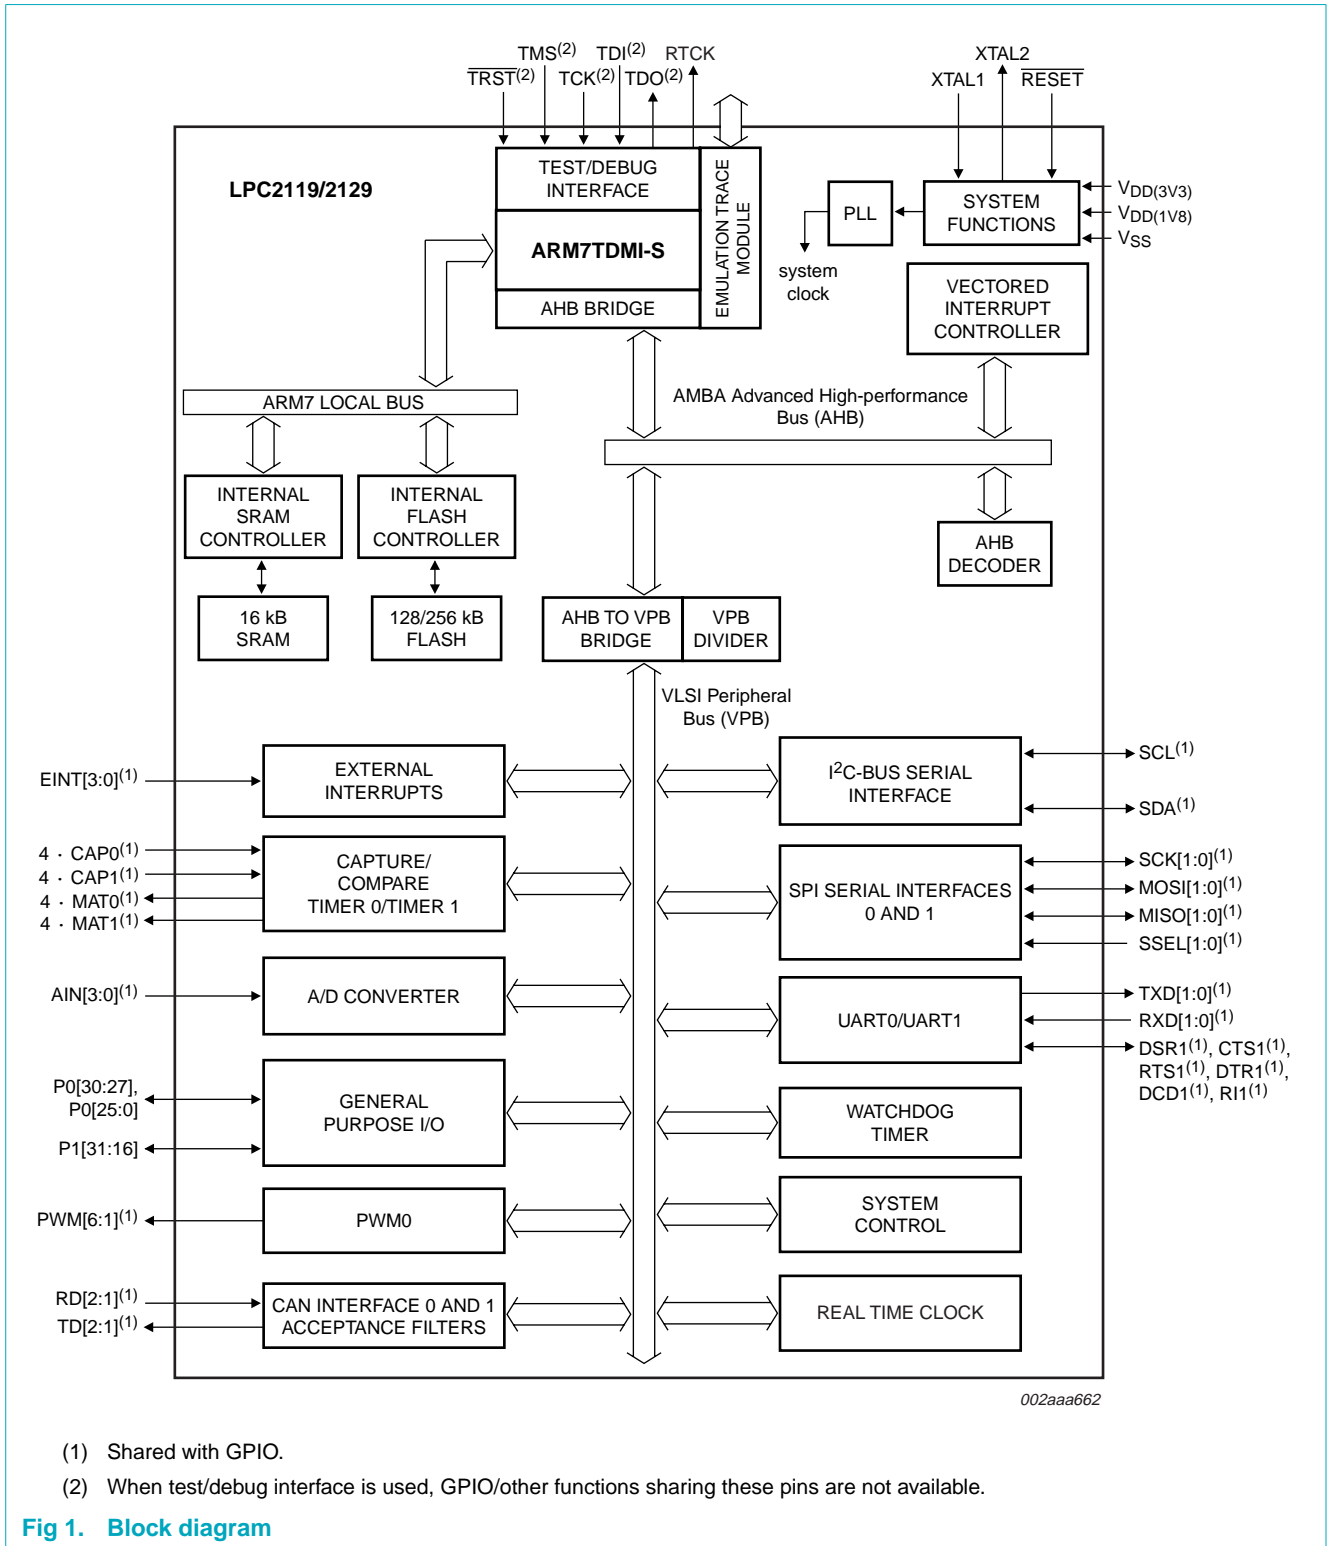 TMS(2) TDI(2) RTCK
TRST(2) TCK(2) TDO(2)
XTAL2
XTAL1 RESET
LPC2119/2129
TEST/DEBUG
INTERFACE
ARM7TDMI-S
AHB BRIDGE
EMULATION TRACE
MODULE
PLL
SYSTEM
FUNCTIONS
VDD(3V3)
VDD(1V8)
VSS
system
clock
VECTORED
INTERRUPT
CONTROLLER
ARM7 LOCAL BUS
AMBA Advanced High-performance
Bus (AHB)
INTERNAL
SRAM
CONTROLLER
INTERNAL
FLASH
CONTROLLER
AHB
DECODER
16 kB
SRAM
128/256 kB
FLASH
AHB TO VPB
BRIDGE
VPB
DIVIDER
VLSI Peripheral
Bus (VPB)
EINT[3:0](1)
EXTERNAL
INTERRUPTS
I2C-BUS SERIAL
INTERFACE
SCL(1)
SDA(1)
4 · CAP0(1)
4 · CAP1(1)
4 · MAT0(1)
4 · MAT1(1)
CAPTURE/
COMPARE
TIMER 0/TIMER 1
SPI SERIAL INTERFACES
0 AND 1
SCK[1:0](1)
MOSI[1:0](1)
MISO[1:0](1)
SSEL[1:0](1)
AIN[3:0](1)
A/D CONVERTER
UART0/UART1
TXD[1:0](1)
RXD[1:0](1)
DSR1(1), CTS1(1),
RTS1(1), DTR1(1),
DCD1(1), RI1(1)
P0[30:27],
P0[25:0]
P1[31:16]
GENERAL
PURPOSE I/O
WATCHDOG
TIMER
PWM[6:1](1)
PWM0
SYSTEM
CONTROL
RD[2:1](1)
TD[2:1](1)
CAN INTERFACE 0 AND 1
ACCEPTANCE FILTERS
REAL TIME CLOCK
002aaa662
(1) Shared with GPIO.
(2) When test/debug interface is used, GPIO/other functions sharing these pins are not available.
Fig 1. Block diagram